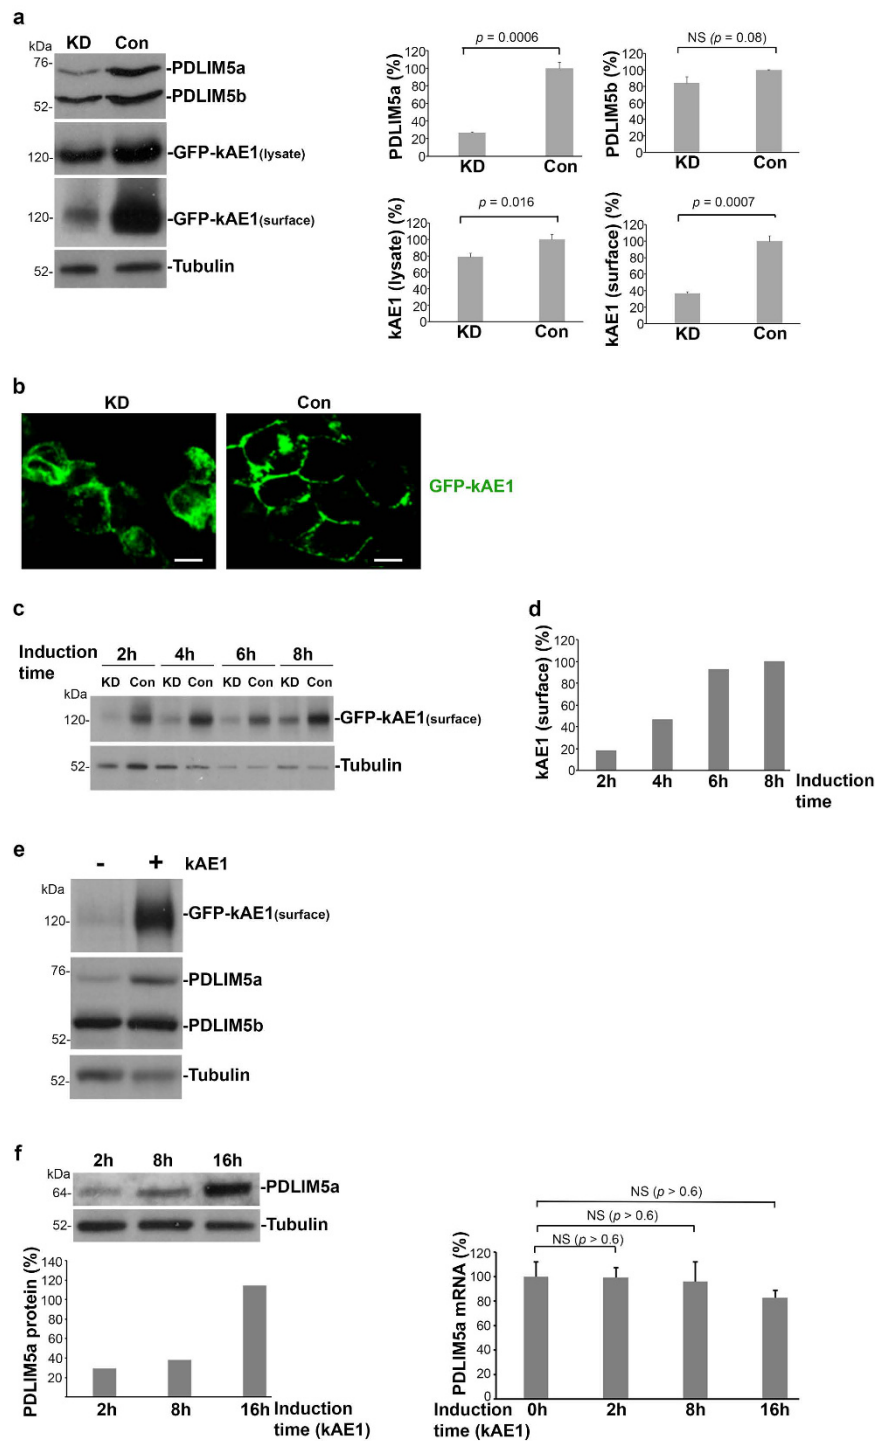 a
kDa
KD Con
76-
-PDLIM5a
-PDLIM5b
52-
120-
-GFP-kAE1(lysate)
120-
-GFP-kAE1(surface)
52-
-Tubulin
p = 0.0006
PDLIM5a (%)
120
100
80
60
40
20
0
KD Con
NS (p = 0.08)
PDLIM5b (%)
120
100
80
60
40
20
0
KD Con
p = 0.016
kAE1 (lysate) (%)
120
100
80
60
40
20
0
KD Con
p = 0.0007
kAE1 (surface) (%)
120
100
80
60
40
20
0
KD Con
b
KD Con
GFP-kAE1
c
Induction time
2h 4h 6h 8h
KD Con KD Con KD Con KD Con
kDa
120-
-GFP-kAE1(surface)
52-
-Tubulin
d
kAE1 (surface) (%)
120
100
80
60
40
20
0
2h 4h 6h 8h
Induction time
e
- + kAE1
kDa
120-
-GFP-kAE1(surface)
76-
-PDLIM5a
-PDLIM5b
52-
52-
-Tubulin
f
2h 8h 16h
kDa
64-
-PDLIM5a
52-
-Tubulin
PDLIM5a protein (%)
140
120
100
80
60
40
20
2h 8h 16h
Induction time (kAE1)
NS (p > 0.6)
NS (p > 0.6)
NS (p > 0.6)
PDLIM5a mRNA (%)
120
100
80
60
40
20
0
0h 2h 8h 16h
Induction time (kAE1)